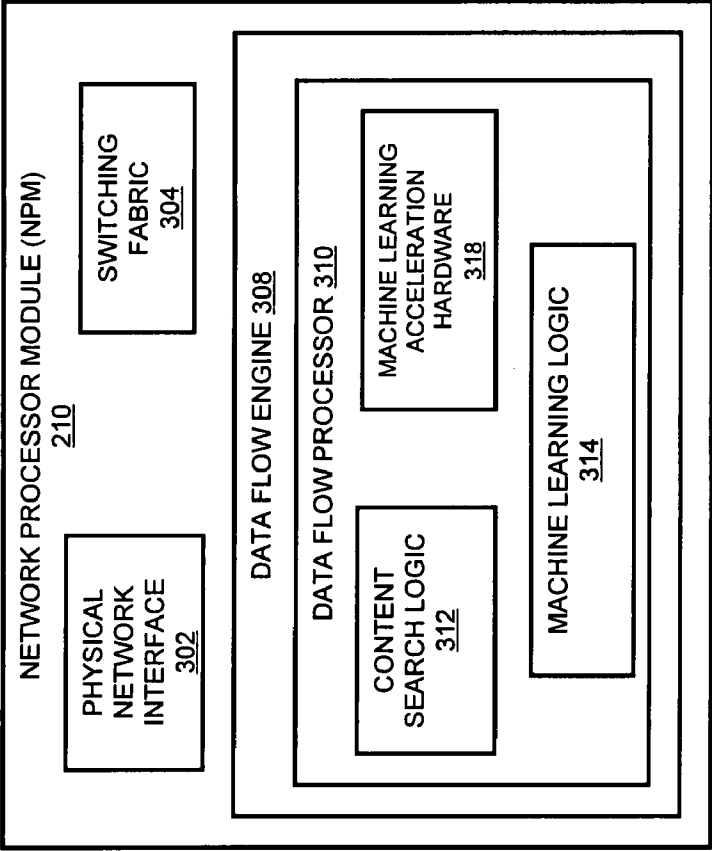 NETWORK PROCESSOR MODULE (NPM)
210
PHYSICAL
NETWORK
INTERFACE
302
SWITCHING
FABRIC
304
DATA FLOW ENGINE 308
DATA FLOW PROCESSOR 310
CONTENT
SEARCH LOGIC
312
MACHINE LEARNING
ACCELERATION
HARDWARE
318
MACHINE LEARNING LOGIC
314